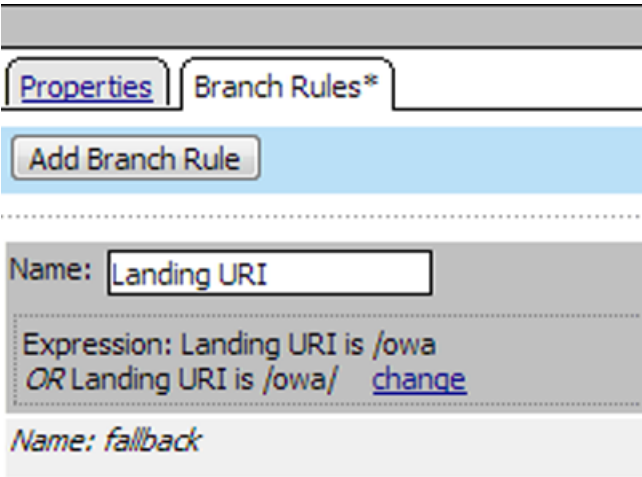 Properties Branch Rules*
Add Branch Rule
Name: Landing URI
Expression: Landing URI is /owa
OR Landing URI is /owa/ change
Name: fallback